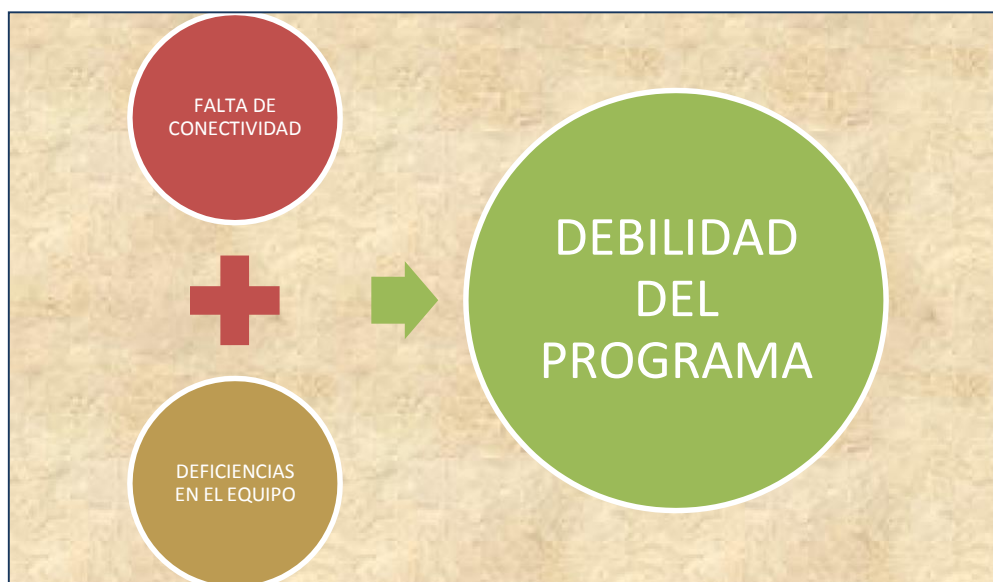 FALTA DE
CONECTIVIDAD
DEFICIENCIAS
EN EL EQUIPO
DEBILIDAD
DEL
PROGRAMA